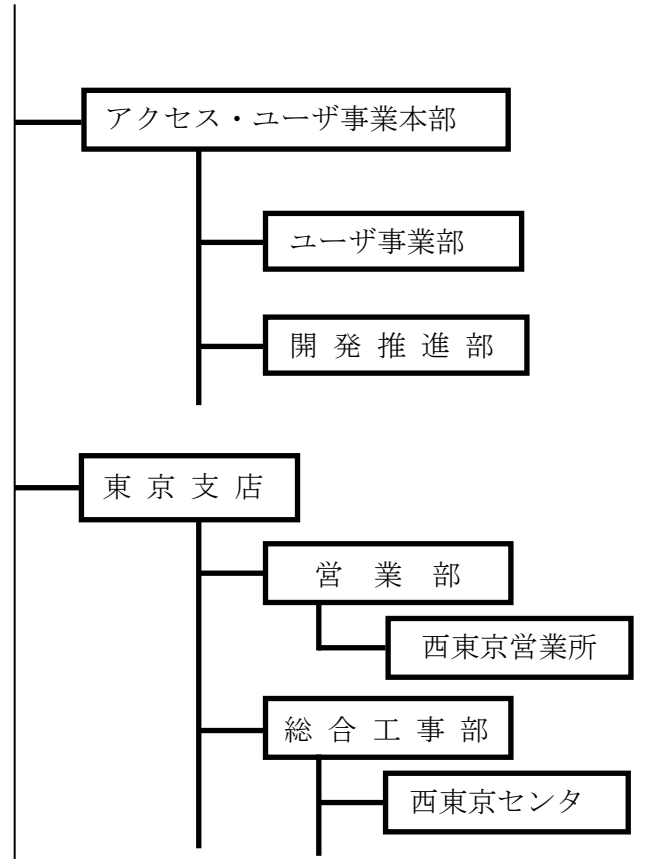 アクセス・ユーザ事業本部
ユーザ事業部
開発推進部
東京支店
営業部
西東京営業所
総合工事部
西東京センタ